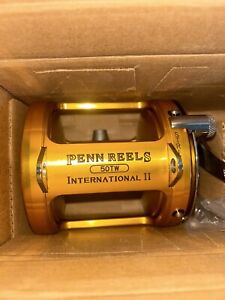 PENN REELS
50TW
INTERNATIONAL II